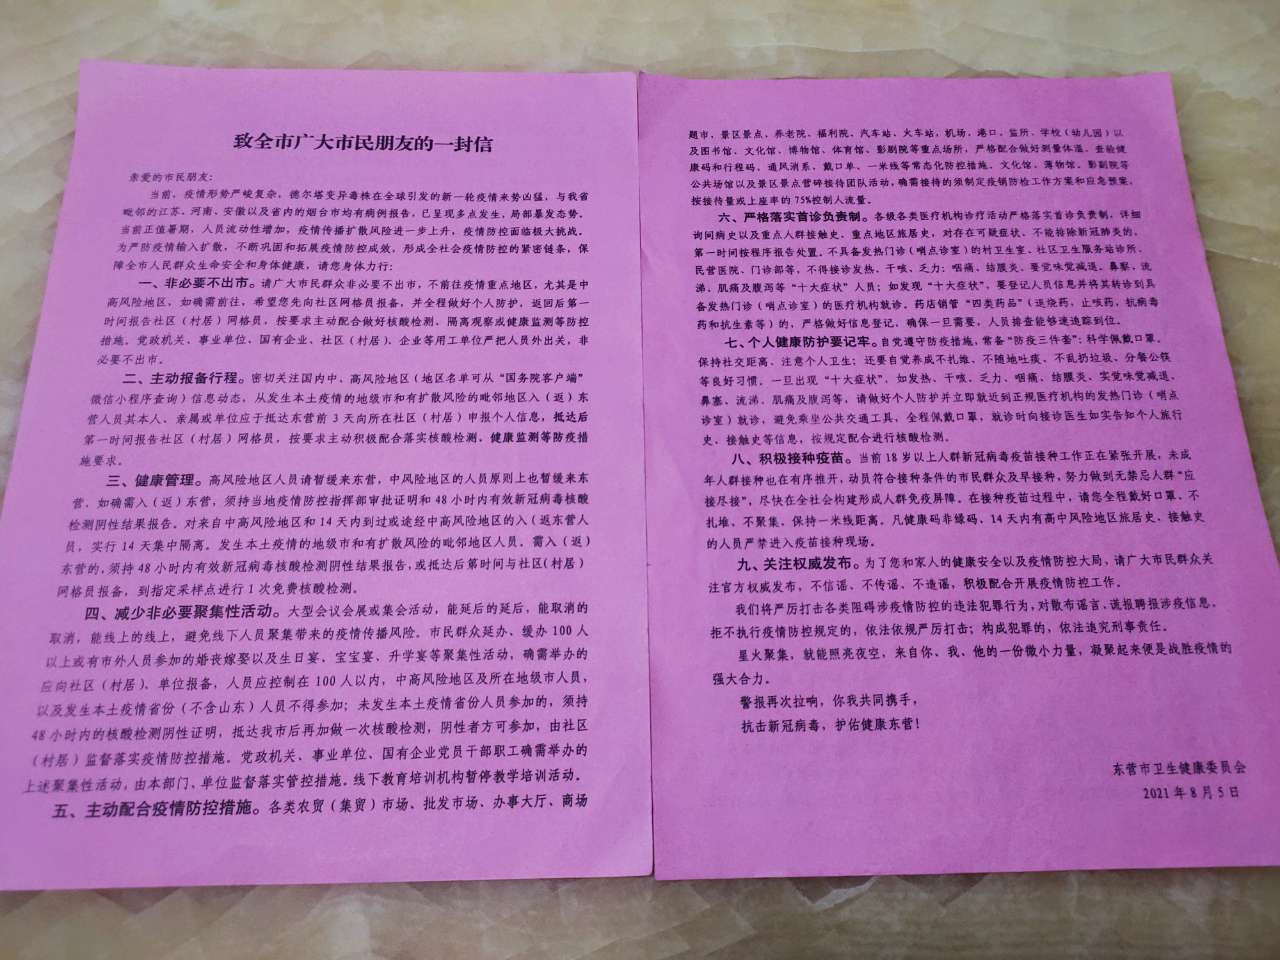 致全市广大市民朋友的一封信
亲爱的市民朋友:
当前，疫情形势严峻复杂，德尔塔变异毒株在全球引发的新一轮疫情来势凶猛，与我省
毗邻的江苏、河南、安徽以及省内的烟台市均有病例报告，已呈现多点发生，局部暴发态势。
当前正值暑期，人员流动性增加，疫情传播扩散风险进一步上升，疫情防控面临极大挑战。
为严防疫情输入扩散，不断巩固和拓展疫情防控成效，形成全社会疫情防控的紧密链条，保
障全市人民群众生命安全和身体健康，请您身体力行:
一、非必要不出市。请广大市民群众非必要不出市，不前往疫情重点地区，尤其是中
高风险地区，如确需前往，希望您先向社区网格员报备，并全程做好个人防护，返回后第一
时间报告社区（村居）网格员，按要求主动配合做好核酸检测、隔离观察或健康监测等防控
措施。党政机关、事业单位、国有企业、社区（村居）、企业等用工单位严把人员外出关，非
必要不出市。
二、主动报备行程。密切关注国内中、高风险地区（地区名单可从“国务院客户端”
微信小程序查询）信息动态，从发生本土疫情的地级市和有扩散风险的毗邻地区入（返）东
营人员其本人、亲属或单位应于抵达东营前 3 天向所在社区（村居）申报个人信息，抵达后
第一时间报告社区（村居）网格员，按要求主动积极配合落实核酸检测、健康监测等防疫措
施要求。
三、健康管理。高风险地区人员请暂缓来东营，中风险地区的人员原则上也暂缓来东
营，如确需入（返）东营，须持当地疫情防控指挥部审批证明和 48 小时内有效新冠病毒核酸
检测阴性结果报告。对来自中高风险地区和 14 天内到过或途经中高风险地区的入（返东营人
员，实行 14 天集中隔离。发生本土疫情的地级市和有扩散风险的毗邻地区人员，需入（返）
东营的，须持 48 小时内有效新冠病毒核酸检测阴性结果报告，或抵达后第时间与社区（村居）
网格员报备，到指定采样点进行 1 次免费核酸检测。
四、减少非必要聚集性活动。大型会议会展或集会活动，能延后的延后，能取消的
取消，能线上的线上，避免线下人员聚集带来的疫情传播风险。市民群众延办、缓办 100 人
以上或有市外人员参加的婚丧嫁娶以及生日宴、宝宝宴、升学宴等聚集性活动，确需举办的
应向社区（村居）、单位报备，人员应控制在 100 人以内，中高风险地区及所在地级市人员，
以及发生本土疫情省份（不含山东）人员不得参加；未发生本土疫情省份人员参加的，须持
48 小时内的核酸检测阴性证明，抵达我市后再加做一次核酸检测，阴性者方可参加，由社区
（村居）监督落实疫情防控措施。党政机关、事业单位、国有企业党员干部职工确需举办的
上述聚集性活动，由本部门、单位监督落实管控措施。线下教育培训机构暂停教学培训活动。
五、主动配合疫情防控措施。各类农贸（集贸）市场、批发市场、办事大厅、商场
题市，景区景点、养老院、福利院、汽车站、火车站，机场，港口，监所、学校（幼儿园）以
及图书馆、文化馆、博物馆、体育馆、影剧院等重点场所，严格配合做好测量体温、查验健
康码和行程码、通风消杀、戴口罩、一米线等常态化防控措施。文化馆、薄物馆、影剧院等
公共场馆以及景区景点营碎接待团队活动，确需接待的须制定疫销防检工作方案和应急预案，
按接待量或上座率的 75%控制人流量。
六、严格落实首诊负责制。各级各类医疗机构诊疗活动严格落实首诊负责制，详细
询问病史以及重点人群接触史、重点地区旅居史，对存在可疑症状、不能排除新冠肺炎的，
第一时间按程序报告处置。不具备发热门诊（哨点诊室）的村卫生室、社区卫生服务站诊所、
民营医院、门诊部等，不得接诊发热、干咳、乏力；咽痛、结膜炎、要觉味觉减退、鼻塞，流
涕、肌痛及腹泻等“十大症状”人员；如发现“十大症状”，要登记人员信息并将其转诊到具
备发热门诊（哨点诊室）的医疗机构就诊。药店销管“四类药品”（退烧药，止咳药，抗病毒
药和抗生素等）的，严格做好信息登记，确保一旦需要，人员排查能够速追踪到位。
七、个人健康防护要记牢。自党遵守防疫措施，常备“防疫三件套”：科学佩戴口罩，
保持社交距离、注意个人卫生；还要自觉养成不扎堆、不随地吐痰、不乱扔垃圾、分餐公筷
等良好习惯，一旦出现“十大症状”，如发热、干咳、乏力、咽痛、结膜炎、实觉味觉减退、
鼻塞、流涕、肌痛及腹泻等，请做好个人防护并立即就近到正规医疗机构的发热门诊（哨点
诊室）就诊，避免乘坐公共交通工具，全程佩戴口罩，就诊时向接诊医生如实告知个人旅行
史、接触史等信息，按规定配合进行核酸检测。
八、积极接种疫苗。当前 18 岁以上人群新冠病毒疫苗接种工作正在紧张开展，未成
年人群接种也在有序推开，动员符合接种条件的市民群众及早接种，努力做到无禁忌人群“应
接尽接”，尽快在全社会构建形成人群免疫屏障。在接种疫苗过程中，请您全程戴好口罩、不
扎堆、不聚集、保持一米线距离。凡健康码非绿码、14 天内有高中风险地区旅居史、接触史
的人员严禁进入疫苗接种现场。
九、关注权威发布。为了您和家人的健康安全以及疫情防控大局，请广大市民群众关
注官方权威发布，不信谣、不传谣、不造谣，积极配合开展疫情防控工作。
我们将严厉打击各类阻碍涉疫情防控的违法犯罪行为，对散布谣言、谎报聘报涉疫信息，
拒不执行疫情防控规定的，依法依规严厉打击；构成犯罪的，依法追究刑事责任。
星火聚集，就能照亮夜空，来自你、我、他的一份微小力量，凝聚起来便是战胜疫情的
强大合力。
警报再次拉响，你我共同携手，
抗击新冠病毒，护佑健康东营！
东营市卫生健康委员会
2021 年 8 月 5 日